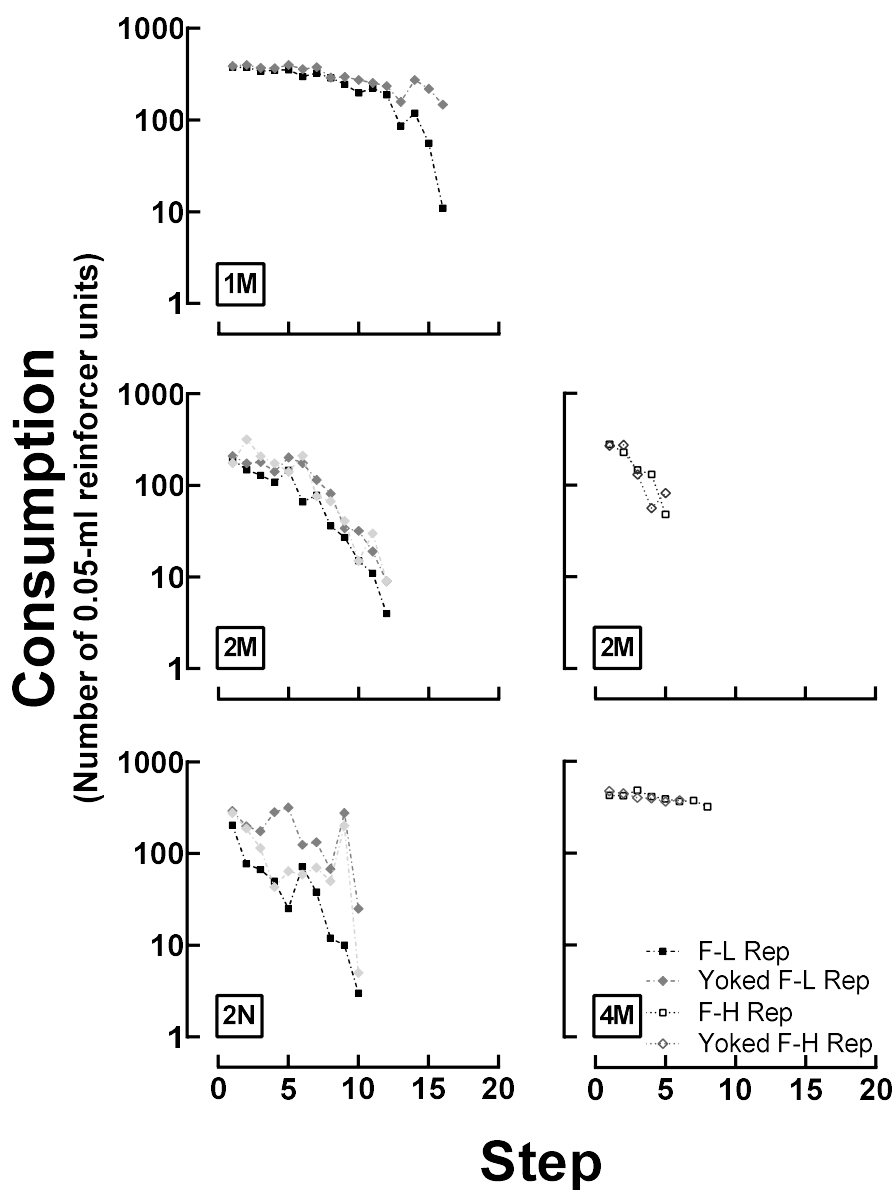 Consumption
(Number of 0.05-ml reinforcer units)
1000
100
10
1
1M
1000
100
10
1
2M
2M
1000
100
10
1
2N
4M
F-L Rep
Yoked F-L Rep
F-H Rep
Yoked F-H Rep
0 5 10 15 20
0 5 10 15 20
Step